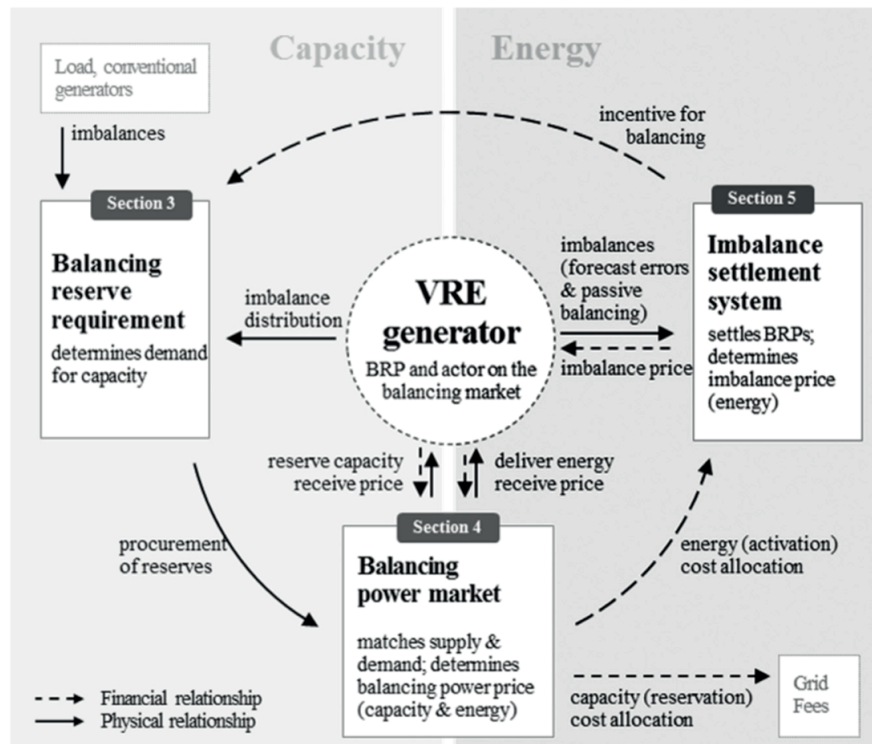 Capacity
Energy
Load, conventional
generators
imbalances
incentive for
balancing
Section 3
Balancing
reserve
requirement
determines demand
for capacity
imbalance
distribution
VRE
generator
BRP and actor on the
balancing market
imbalances
(forecast errors
& passive
balancing)
imbalance price
Section 5
Imbalance
settlement
system
settles BRPs;
determines
imbalance price
(energy)
reserve capacity
receive price
deliver energy
receive price
procurement
of reserves
Section 4
Balancing
power market
matches supply &
demand; determines
balancing power price
(capacity & energy)
energy (activation)
cost allocation
capacity (reservation)
cost allocation
Grid
Fees
Financial relationship
Physical relationship